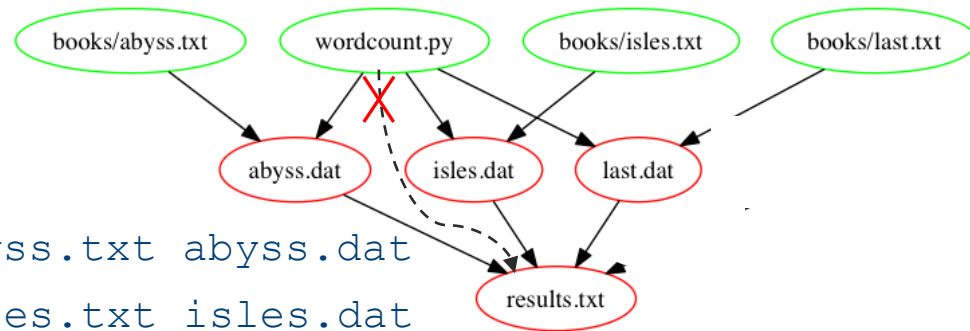 books/abyss.txt wordcount.py books/isles.txt books/last.txt
abyss.dat isles.dat last.dat
ss.txt abyss.dat
es.txt isles.dat
results.txt